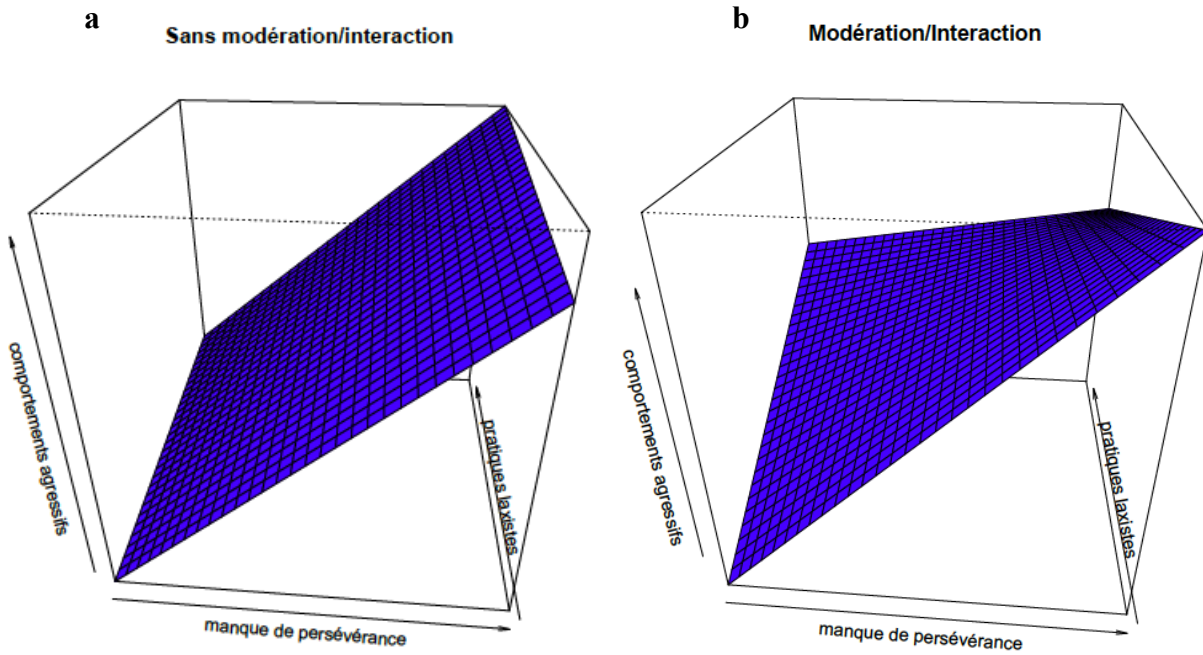 a
Sans modération/interaction
comportements agressifs
pratiques laxistes
manque de persévérance
b
Modération/Interaction
comportements agressifs
pratiques laxistes
manque de persévérance